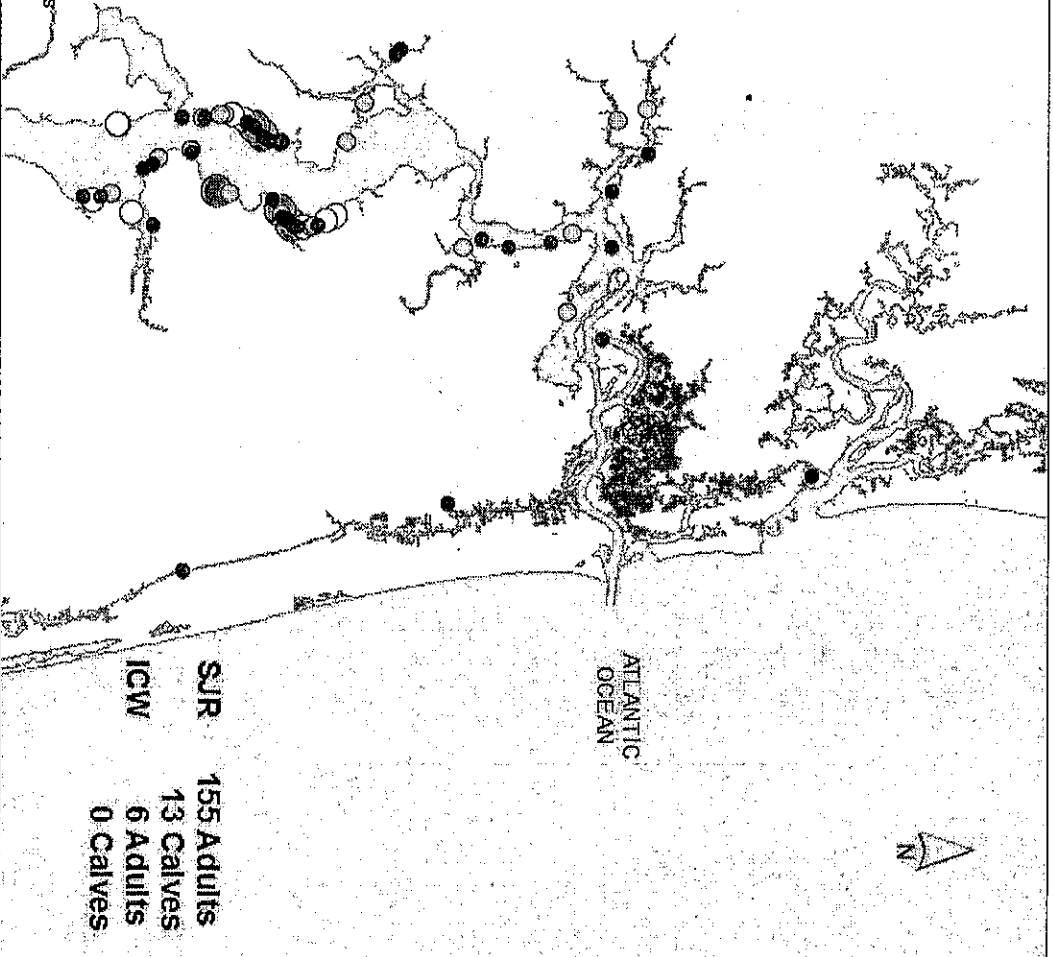 ATLANTIC
OCEAN
N
SJR 155 Adults
13 Calves
ICW 6 Adults
0 Calves